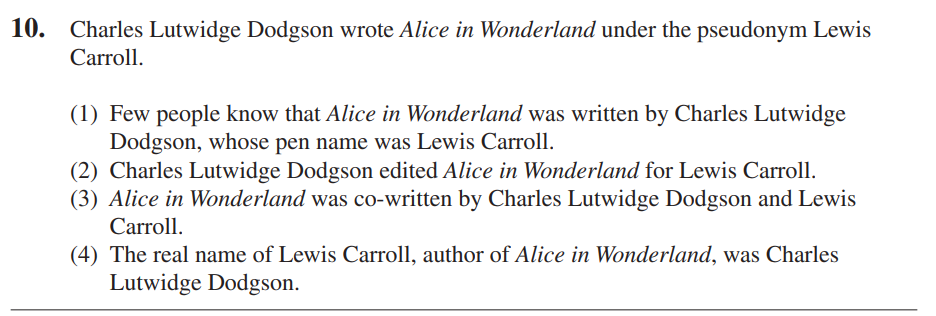 10. Charles Lutwidge Dodgson wrote Alice in Wonderland under the pseudonym Lewis
Carroll.
(1) Few people know that Alice in Wonderland was written by Charles Lutwidge
Dodgson, whose pen name was Lewis Carroll.
(2) Charles Lutwidge Dodgson edited Alice in Wonderland for Lewis Carroll.
(3) Alice in Wonderland was co-written by Charles Lutwidge Dodgson and Lewis
Carroll.
(4) The real name of Lewis Carroll, author of Alice in Wonderland, was Charles
Lutwidge Dodgson.